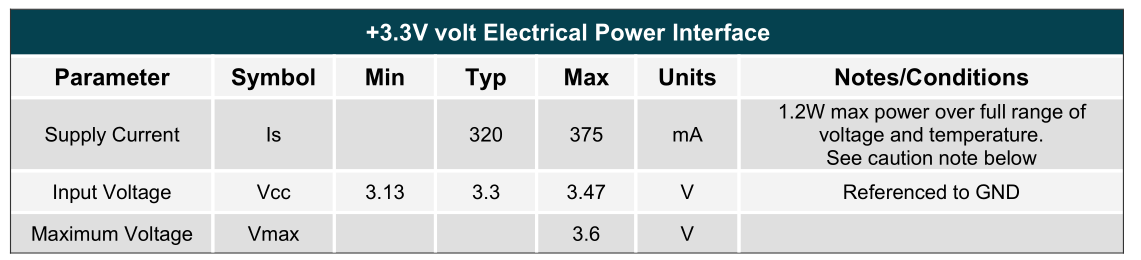 +3.3V volt Electrical Power Interface
Parameter Symbol Min Typ Max Units Notes/Conditions
Supply Current Is 320 375 mA 1.2W max power over full range of
voltage and temperature.
See caution note below
Input Voltage Vcc 3.13 3.3 3.47 V Referenced to GND
Maximum Voltage Vmax 3.6 V